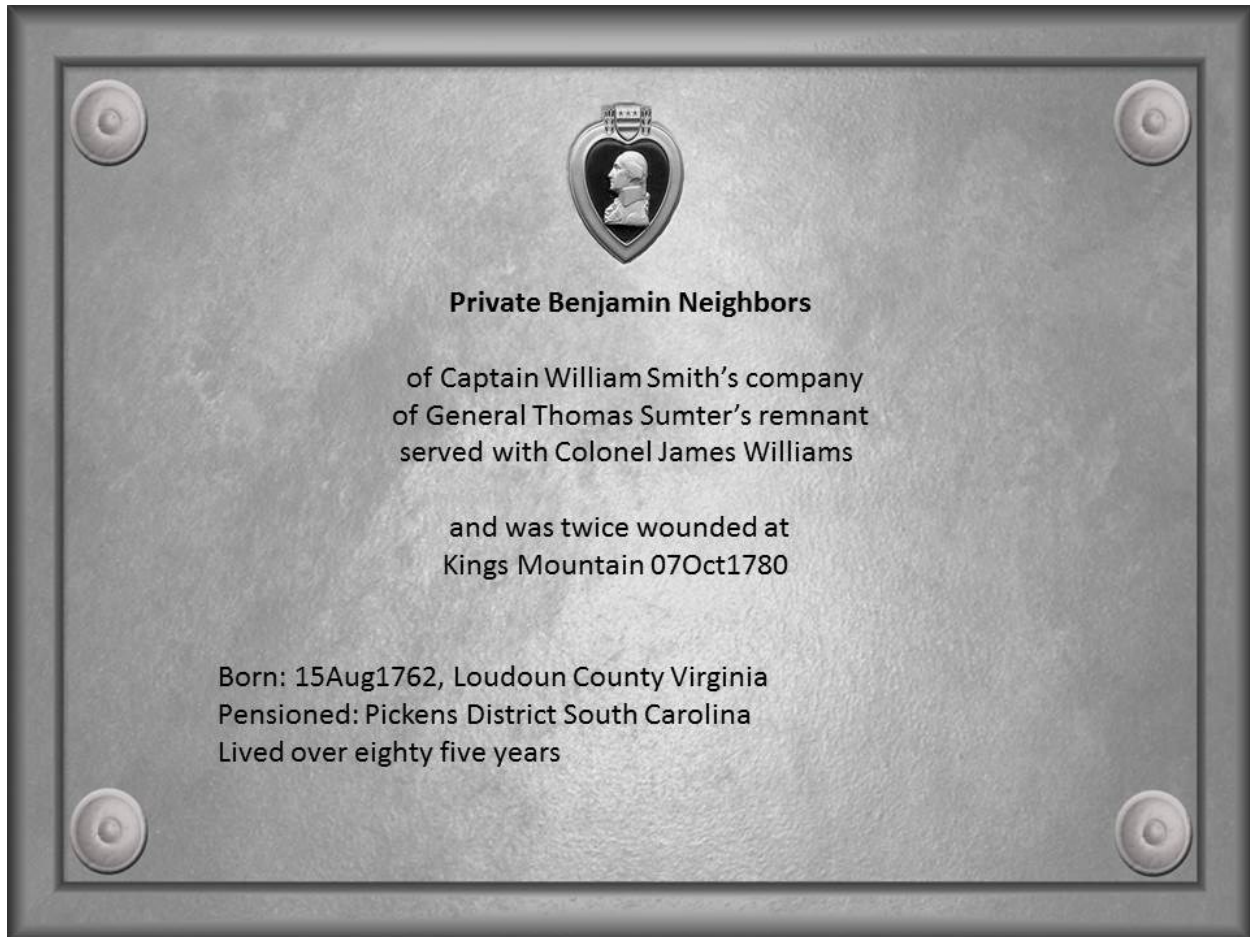 Private Benjamin Neighbors
of Captain William Smith’s company
of General Thomas Sumter’s remnant
served with Colonel James Williams
and was twice wounded at
Kings Mountain 07Oct1780
Born: 15Aug1762, Loudoun County Virginia
Pensioned: Pickens District South Carolina
Lived over eighty five years